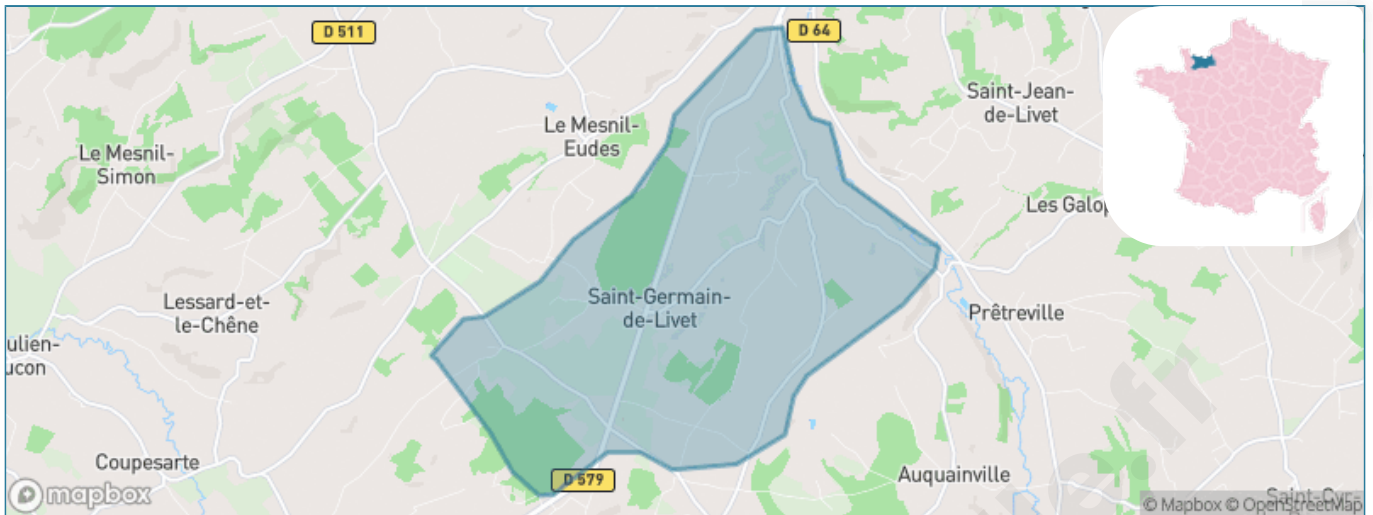 D 511
D 64
Saint-Jean-
de-Livet
Le Mesnil-
Eudes
Le Mesnil-
Simon
Les Galop
Saint-Germain-
de-Livet
Lessard-et-
le-Chêne
Prêtreville
ulien-
ucon
Coupesarte
D 579
Auquainville
mapbox
© Mapbox © OpenStreetMap
Saint-Cyr-